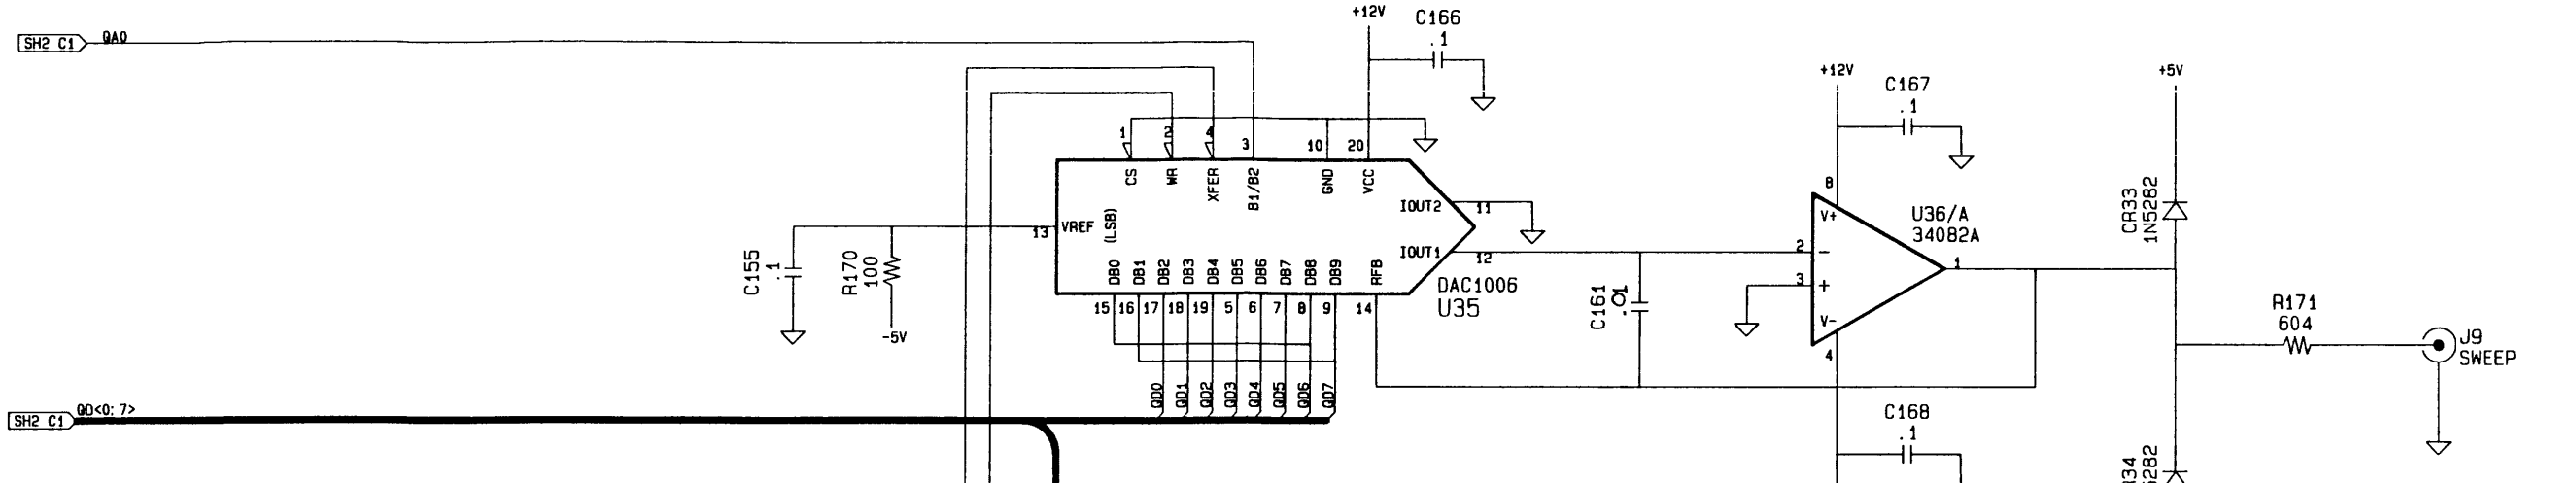 SH2 C1
QA0
+12V
C166
.1
+12V
C167
.1
+5V
1
2
4
3
10
20
CS
WR
XFER
B1/B2
GND
VCC
8
CR33
1N5282
13
VREF
(LSB)
IOUT2
11
IOUT1
12
V+
U36/A
34082A
2
-
1
3
+
V-
4
C155
.1
R170
100
-5V
DB0
DB1
DB2
DB3
DB4
DB5
DB6
DB7
DB8
DB9
RFB
DAC1006
U35
15
16
17
18
19
5
6
7
8
9
14
C161
.01
R171
604
J9
SWEEP
QD0
QD1
QD2
QD3
QD4
QD5
QD6
QD7
SH2 C1
QD<0:7>
C168
.1